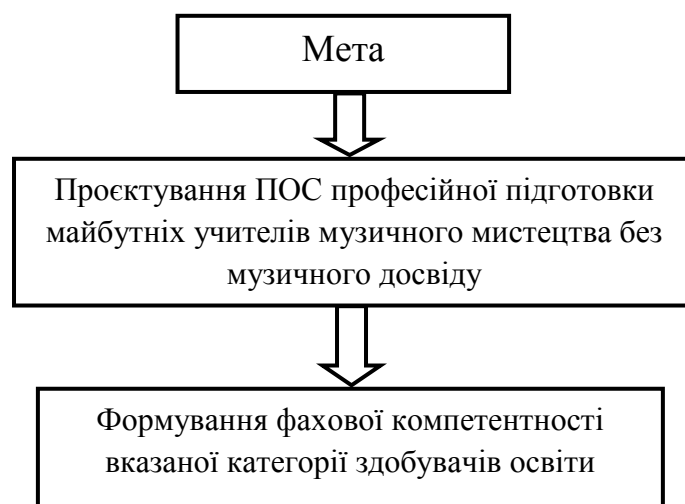 Мета
Проєктування ПОС професійної підготовки
майбутніх учителів музичного мистецтва без
музичного досвіду
Формування фахової компетентності
вказаної категорії здобувачів освіти